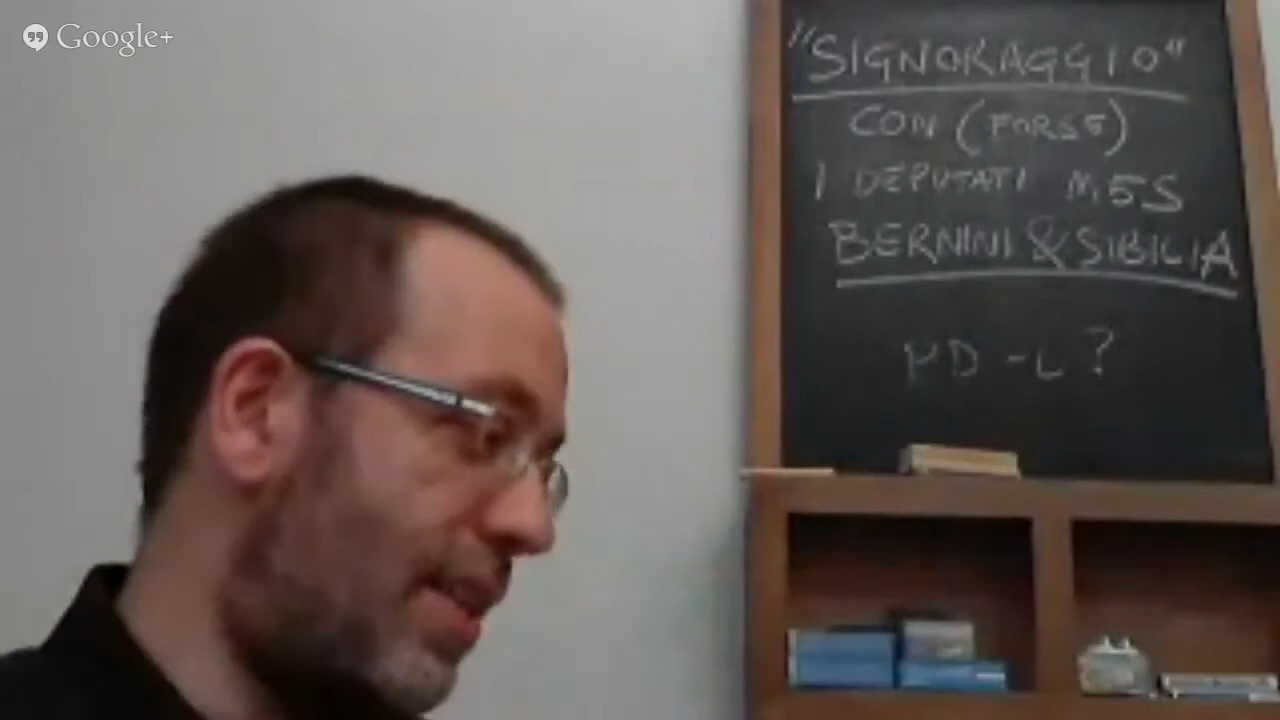 Google+
"SIGNORAGGIO"
CON (FORSE)
I DEPUTATI M5S
BERNINI & SIBILIA
PD-L?